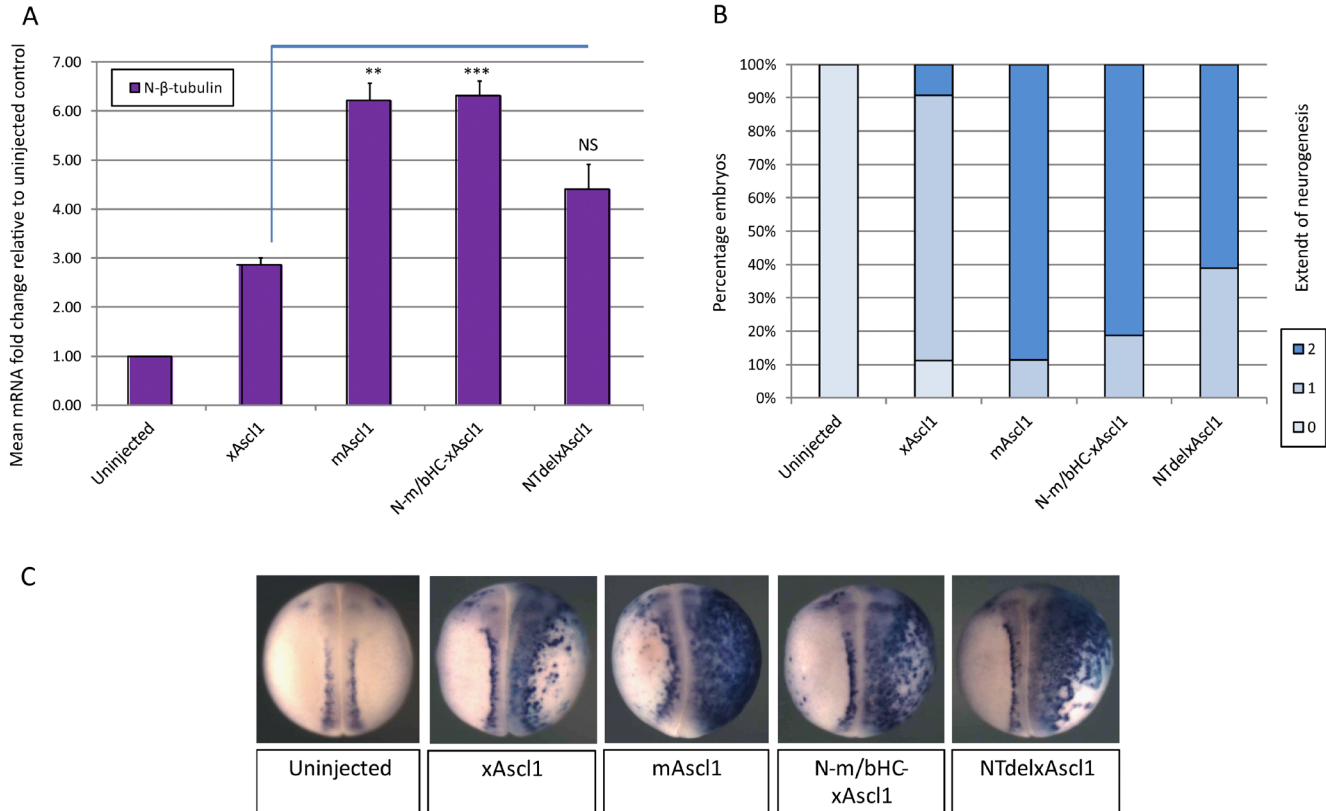 A
Mean mRNA fold change relative to uninjected control
7.00
6.00
5.00
4.00
3.00
2.00
1.00
0.00
N-β-tubulin
**
***
NS
Uninjected
xAscl1
mAscl1
N-m/bHC-xAscl1
NTdelxAscl1
B
Percentage embryos
100%
90%
80%
70%
60%
50%
40%
30%
20%
10%
0%
Uninjected
xAscl1
mAscl1
N-m/bHC-xAscl1
NTdelxAscl1
Extendt of neurogenesis
2
1
0
C
Uninjected
xAscl1
mAscl1
N-m/bHC-
xAscl1
NTdelxAscl1